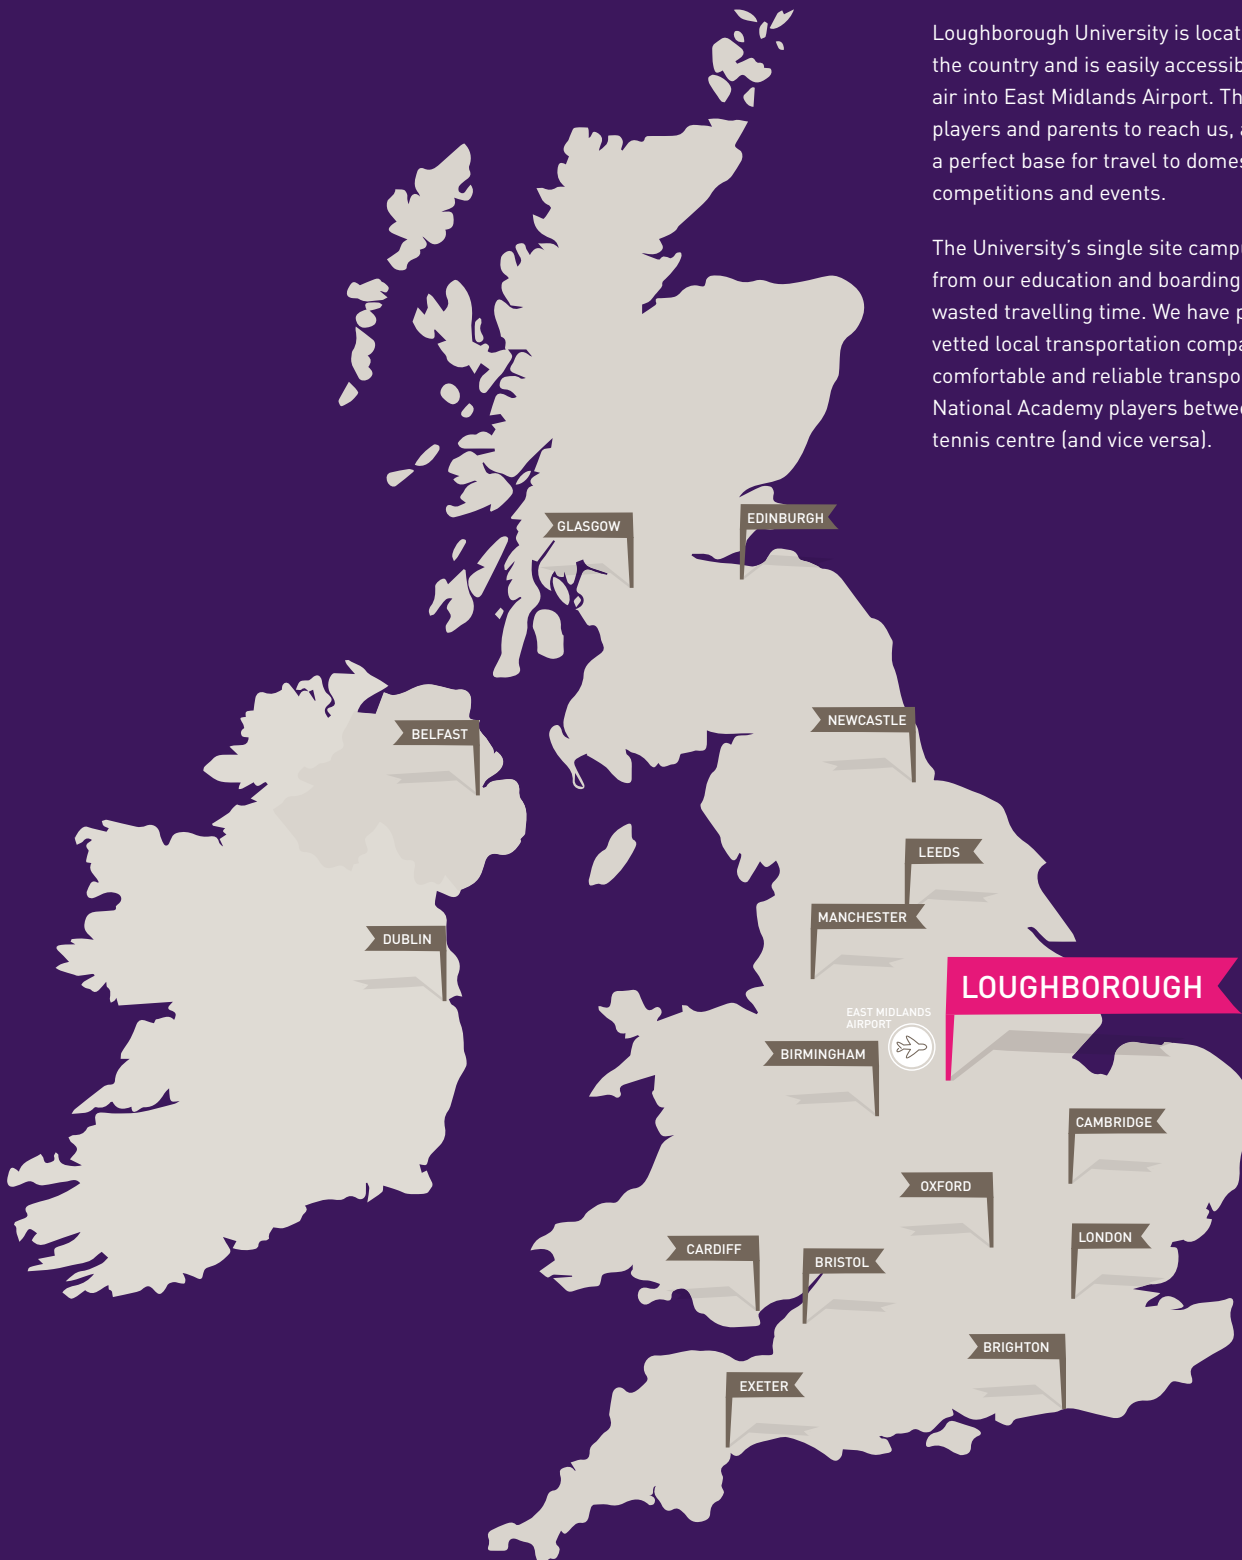 Loughborough University is locat
the country and is easily accessib
air into East Midlands Airport. Th
players and parents to reach us, a
a perfect base for travel to domes
competitions and events.
The University's single site camp
from our education and boarding
wasted travelling time. We have p
vetted local transportation compa
comfortable and reliable transpo
National Academy players betwe
tennis centre (and vice versa).
GLASGOW
EDINBURGH
BELFAST
NEWCASTLE
LEEDS
MANCHESTER
DUBLIN
LOUGHBOROUGH
EAST MIDLANDS
AIRPORT
BIRMINGHAM
CAMBRIDGE
OXFORD
CARDIFF
BRISTOL
LONDON
BRIGHTON
EXETER